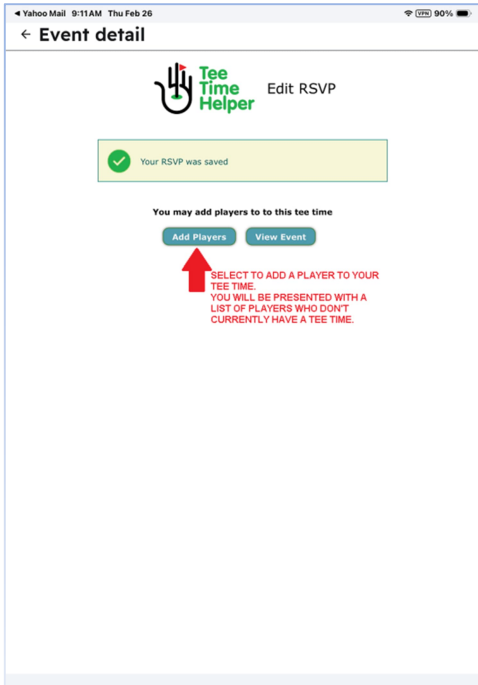 ◄ Yahoo Mail 9:11 AM Thu Feb 26 VPN 90%
← Event detail
Tee
Time
Helper
Edit RSVP
Your RSVP was saved
You may add players to to this tee time
Add Players View Event
SELECT TO ADD A PLAYER TO YOUR
TEE TIME.
YOU WILL BE PRESENTED WITH A
LIST OF PLAYERS WHO DON'T
CURRENTLY HAVE A TEE TIME.